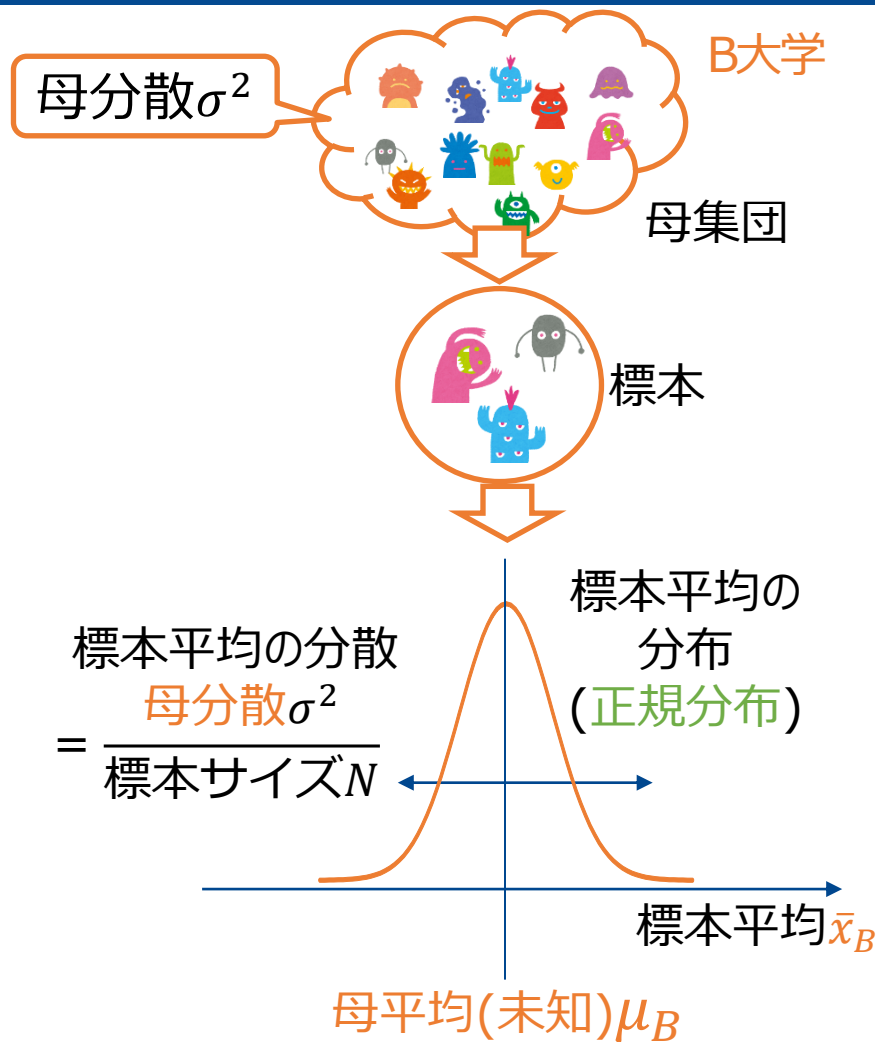 B大学
母分散σ²
母集団
標本
標本平均の
分布
(正規分布)
標本平均の分散
= 母分散σ² / 標本サイズN
標本平均x̄_B
母平均(未知)μ_B